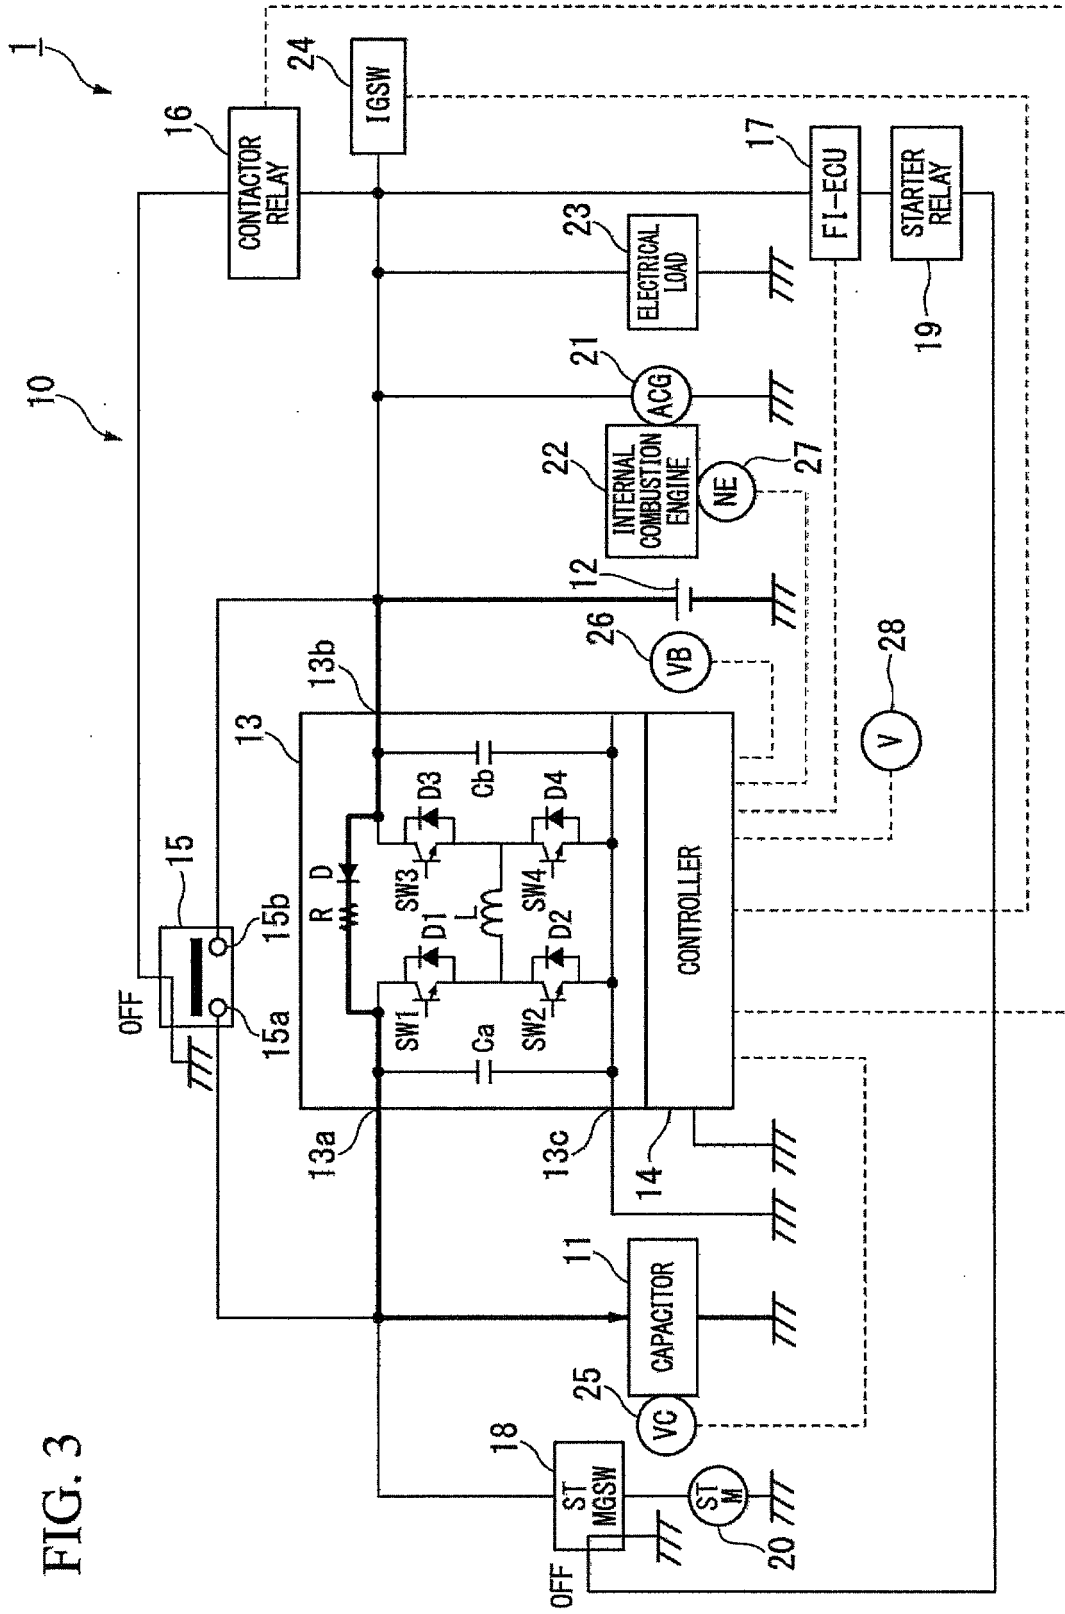 FIG. 3
1
10
16
CONTACTOR
RELAY
24
IGSW
15
OFF
15a
15b
13
13a
13b
13c
R
D
SW1
D1
SW2
D2
SW3
D3
SW4
D4
L
Ca
Cb
14
CONTROLLER
11
CAPACITOR
25
VC
18
ST
MGSW
OFF
ST
M
20
12
26
VB
28
V
22
INTERNAL
COMBUSTION
ENGINE
21
ACG
NE
27
23
ELECTRICAL
LOAD
17
FI-ECU
STARTER
RELAY
19